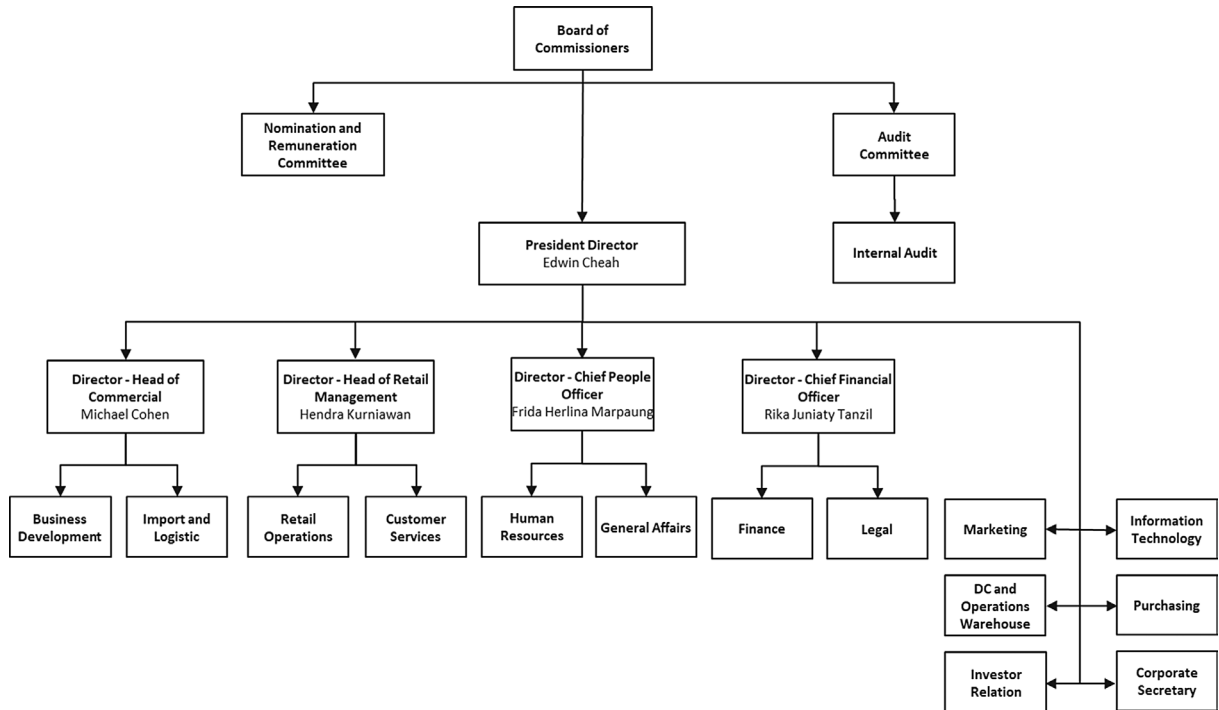 Board of
Commissioners
Nomination and
Remuneration
Committee
Audit
Committee
President Director
Edwin Cheah
Internal Audit
Director - Head of
Commercial
Michael Cohen
Director - Head of Retail
Management
Hendra Kurniawan
Director - Chief People
Officer
Frida Herlina Marpaung
Director - Chief Financial
Officer
Rika Juniaty Tanzil
Business
Development
Import and
Logistic
Retail
Operations
Customer
Services
Human
Resources
General Affairs
Finance
Legal
Marketing
Information
Technology
DC and
Operations
Warehouse
Purchasing
Investor
Relation
Corporate
Secretary